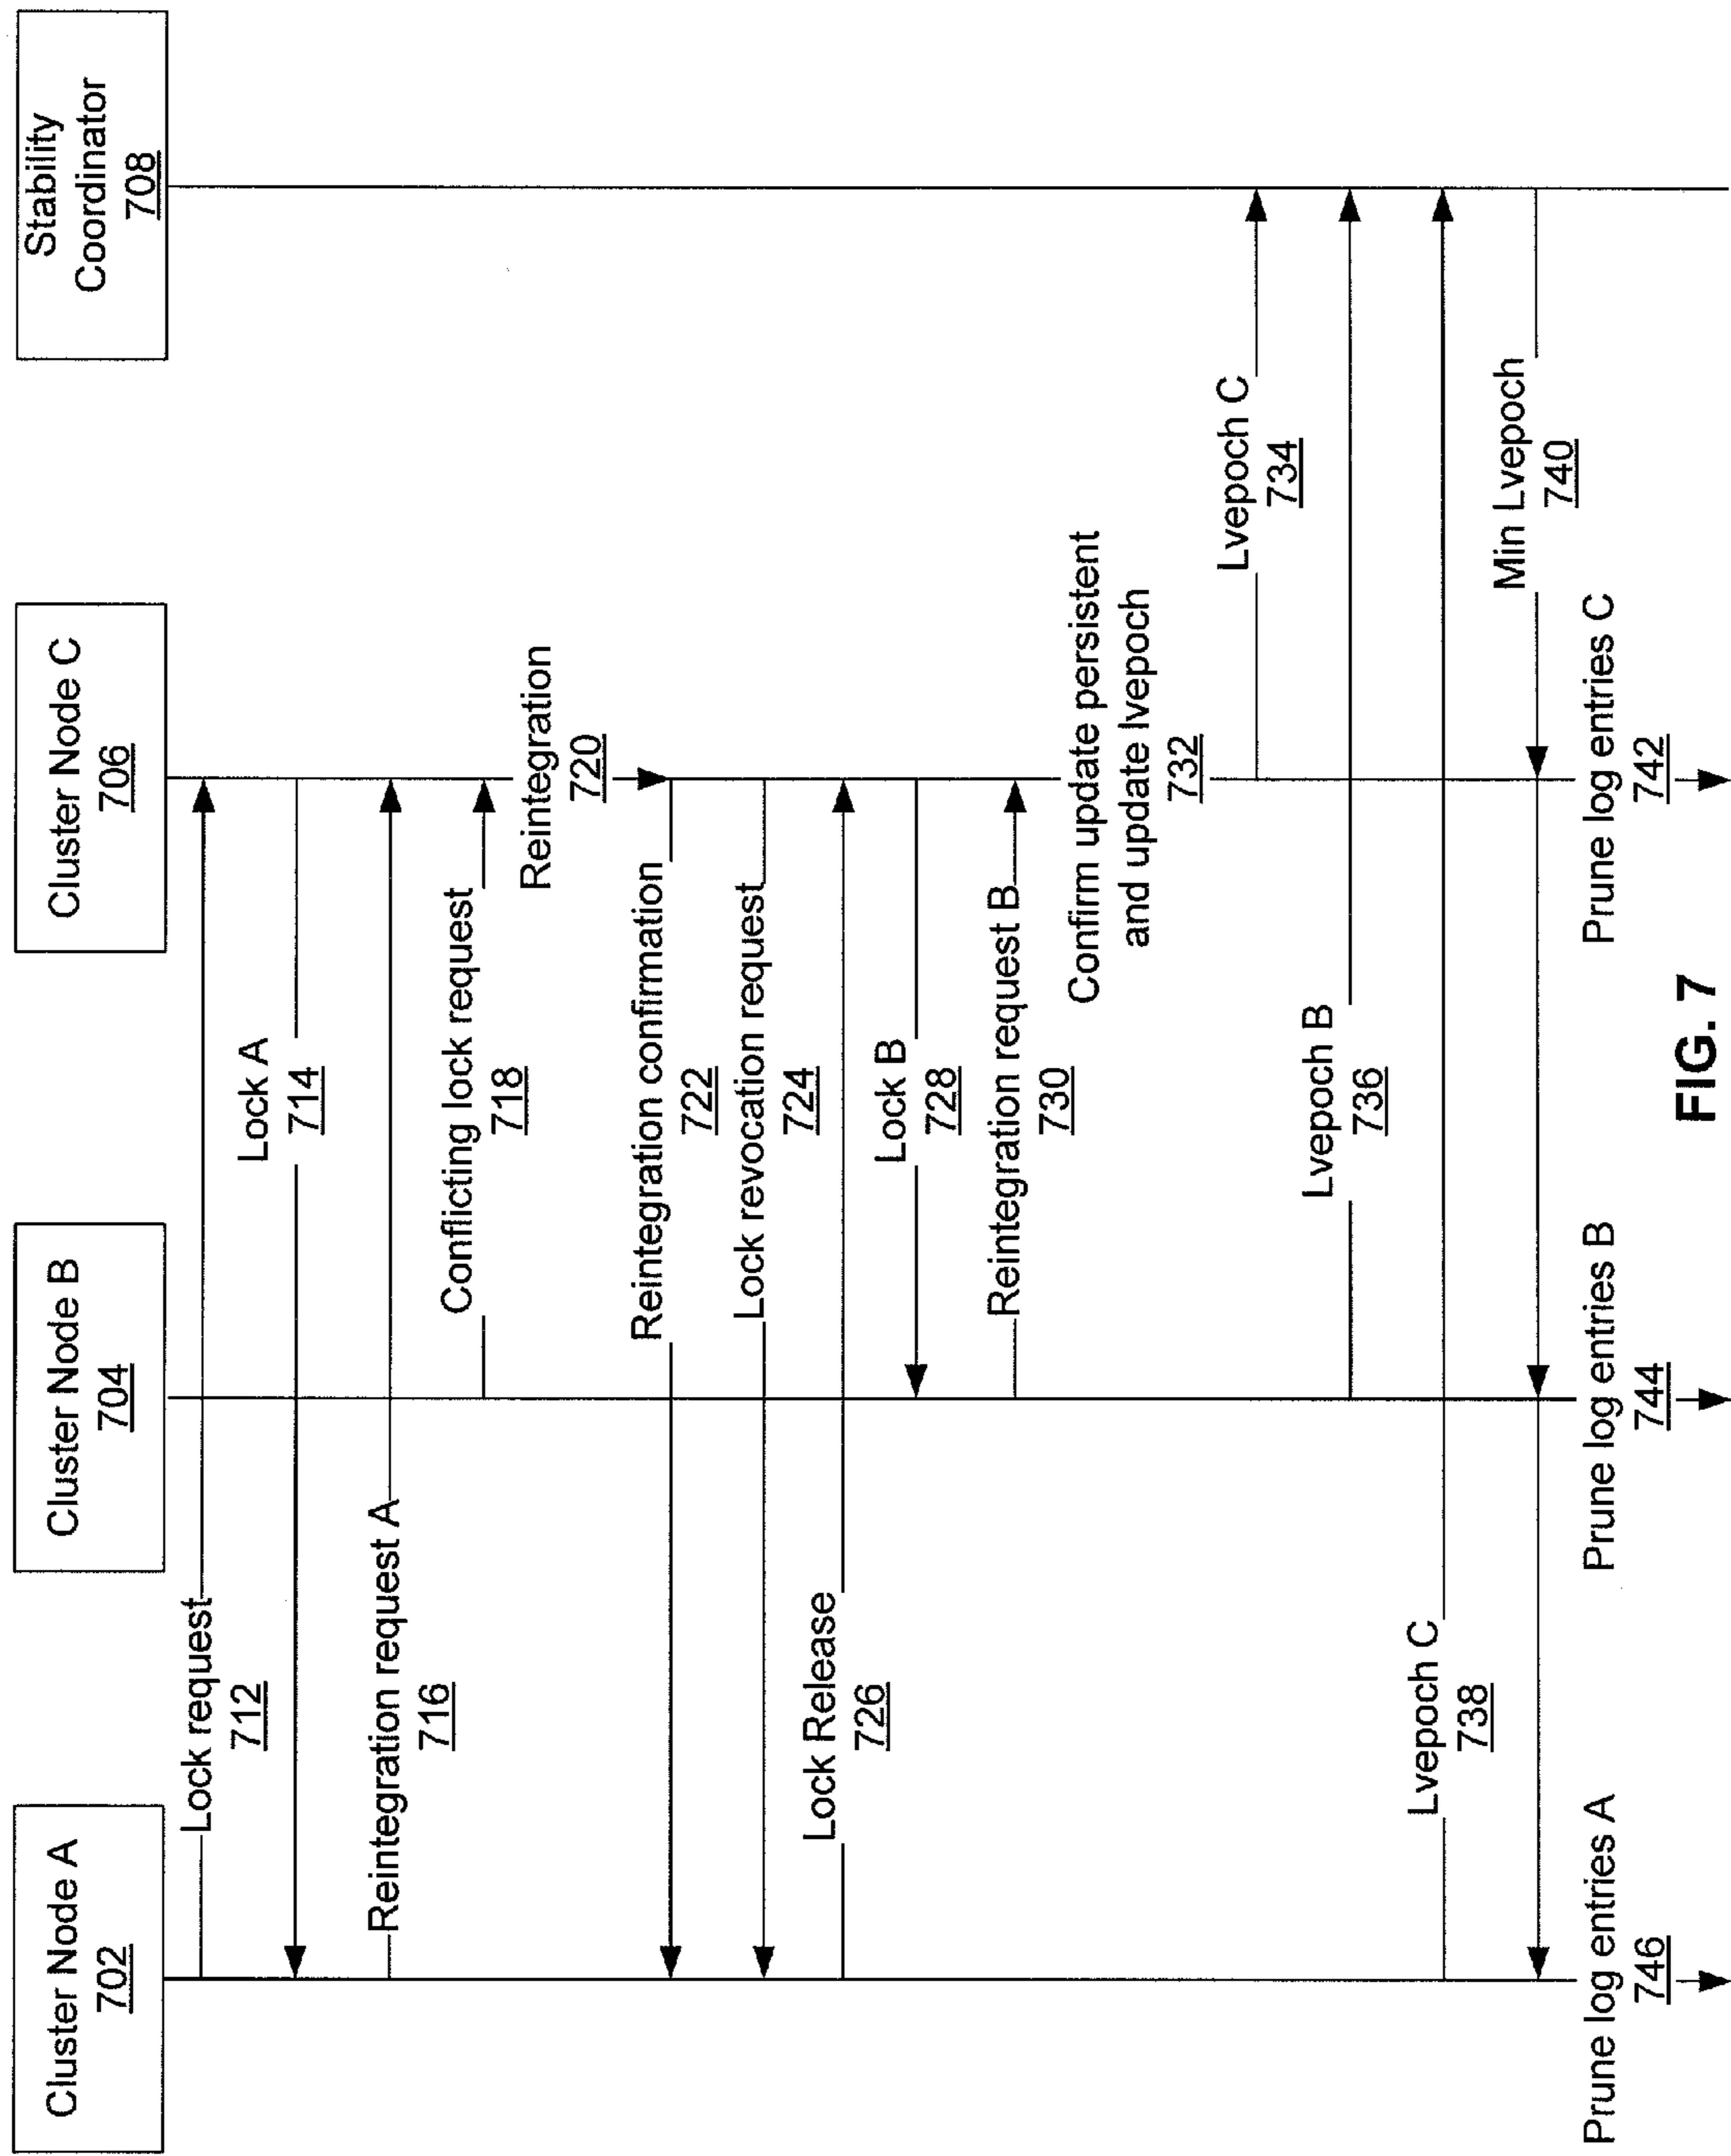 Cluster Node A
702
Cluster Node B
704
Cluster Node C
706
Stability
Coordinator
708
Lock request
712
Lock A
714
Reintegration request A
716
Conflicting lock request
718
Reintegration
720
Reintegration confirmation
722
Lock revocation request
724
Lock Release
726
Lock B
728
Reintegration request B
730
Confirm update persistent
and update lvepoch
732
Lvepoch C
734
Lvepoch B
736
Lvepoch C
738
Min Lvepoch
740
Prune log entries A
746
Prune log entries B
744
Prune log entries C
742
FIG. 7